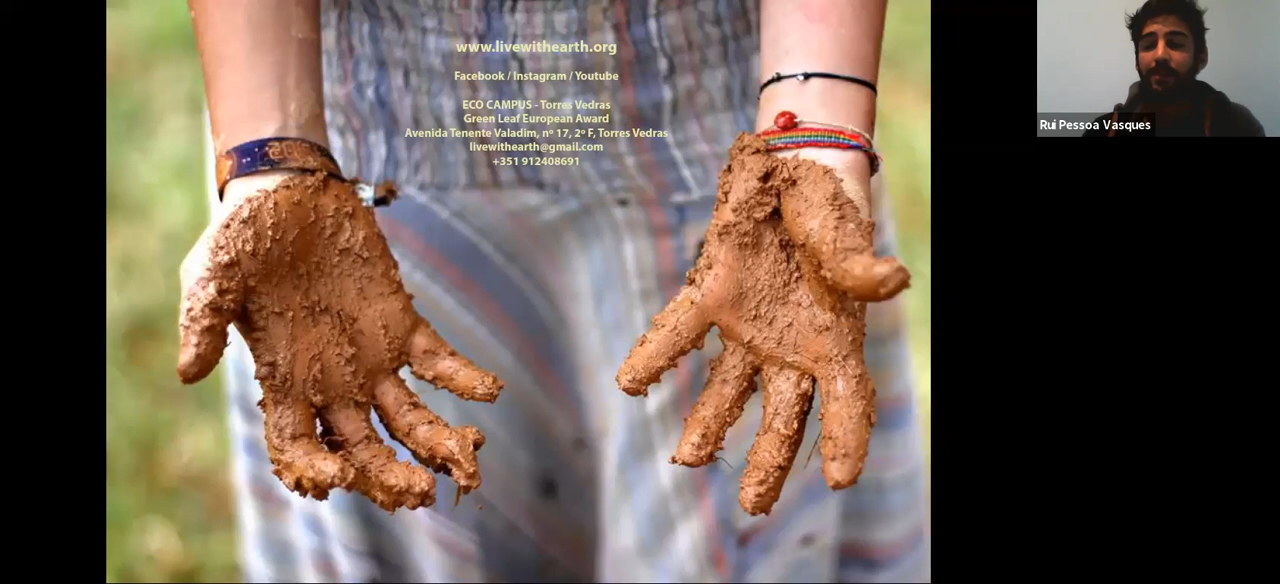 www.livewithearth.org
Facebook / Instagram / Youtube
ECO CAMPUS - Torres Vedras
Green Leaf European Award
Avenida Tenente Valadim, nº 17, 2º F, Torres Vedras
livewithearth@gmail.com
+351 912408691
Rui Pessoa Vasques